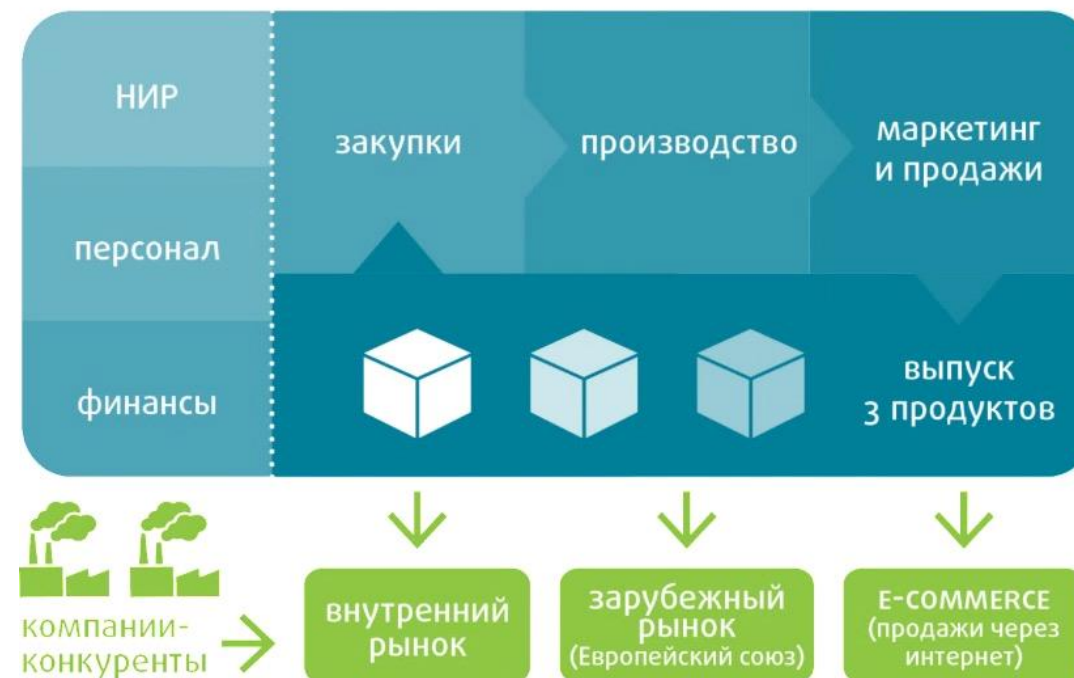 НИР
персонал
финансы
закупки
производство
маркетинг
и продажи
выпуск
3 продуктов
компании-
конкуренты
внутренний
рынок
зарубежный
рынок
(Европейский союз)
E-COMMERCE
(продажи через
интернет)